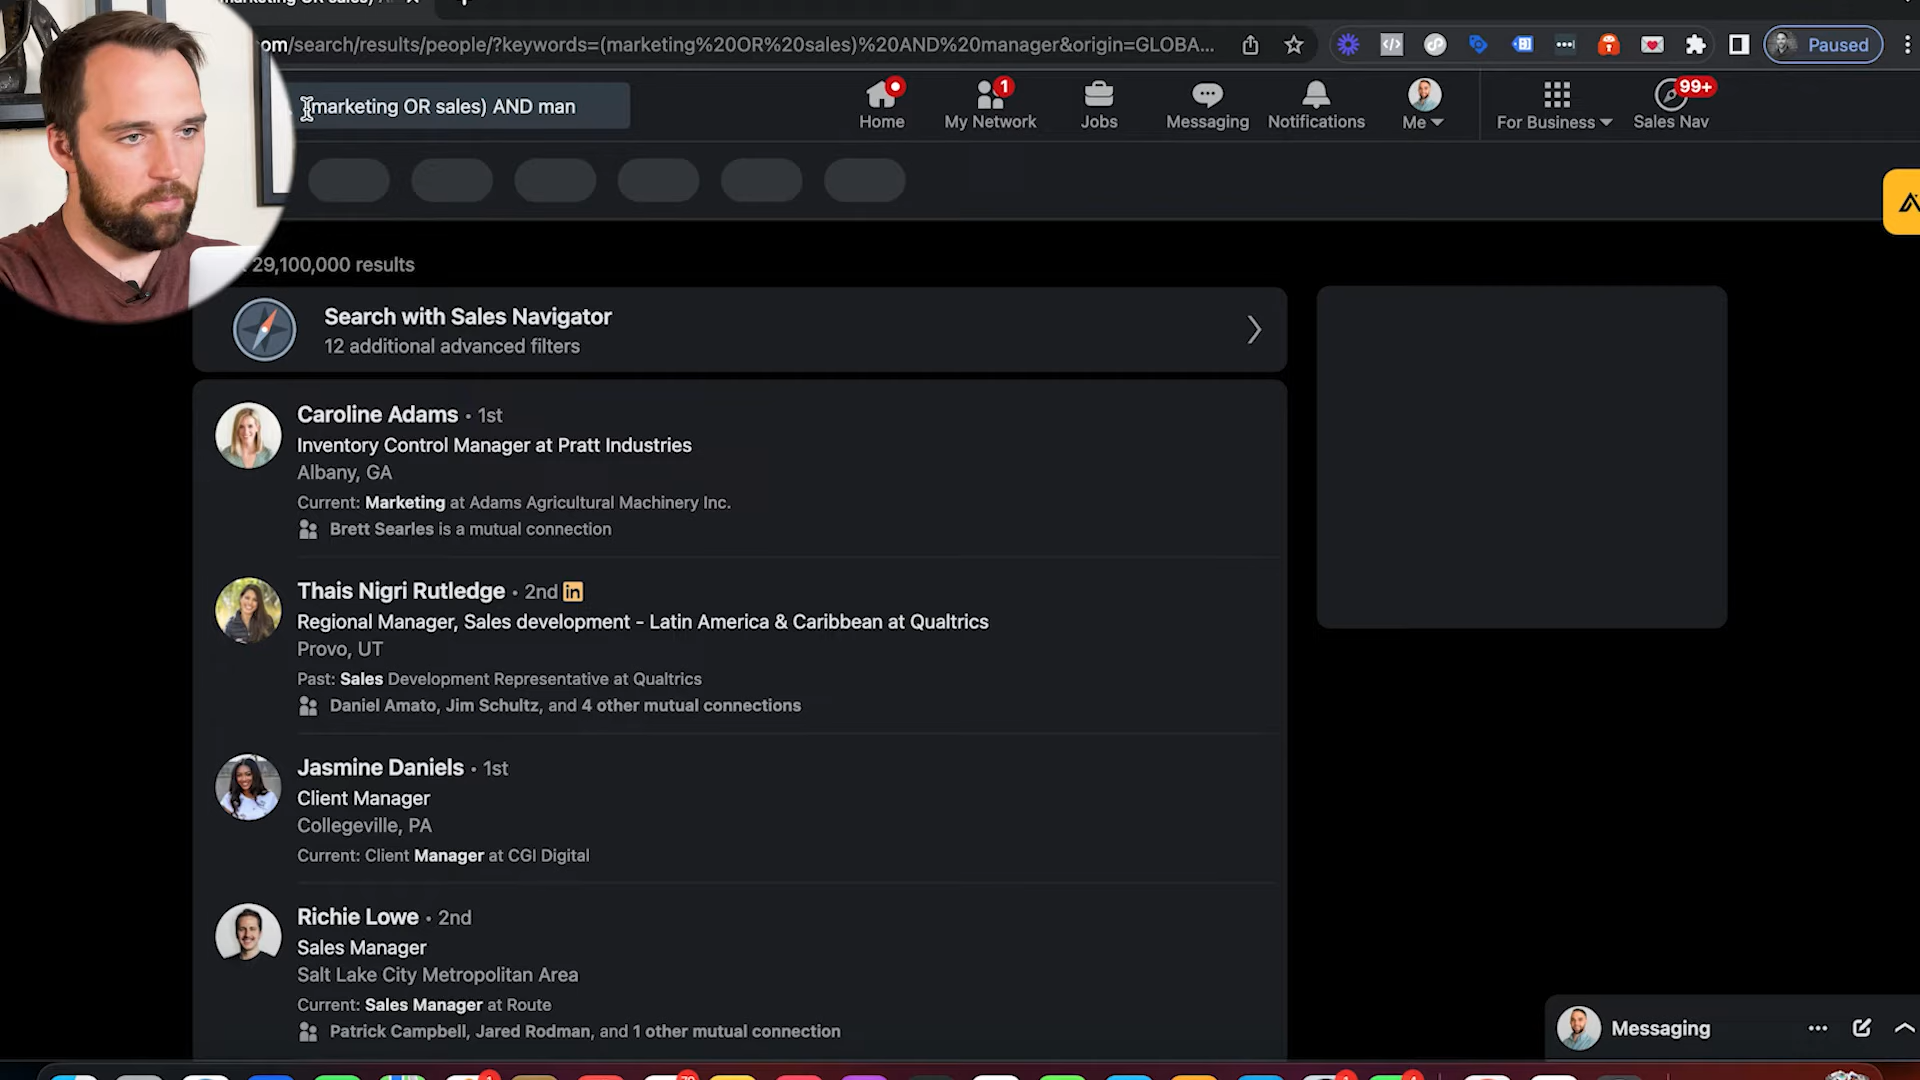 om/search/results/people/?keywords=(marketing%20OR%20sales)%20AND%20manager&origin=GLOBA...
Paused
(marketing OR sales) AND man
Home
1
My Network
Jobs
Messaging
Notifications
Me
For Business
99+
Sales Nav
29,100,000 results
Search with Sales Navigator
12 additional advanced filters
Caroline Adams • 1st
Inventory Control Manager at Pratt Industries
Albany, GA
Current: Marketing at Adams Agricultural Machinery Inc.
Brett Searles is a mutual connection
Thais Nigri Rutledge • 2nd in
Regional Manager, Sales development - Latin America & Caribbean at Qualtrics
Provo, UT
Past: Sales Development Representative at Qualtrics
Daniel Amato, Jim Schultz, and 4 other mutual connections
Jasmine Daniels • 1st
Client Manager
Collegeville, PA
Current: Client Manager at CGI Digital
Richie Lowe • 2nd
Sales Manager
Salt Lake City Metropolitan Area
Current: Sales Manager at Route
Patrick Campbell, Jared Rodman, and 1 other mutual connection
Messaging